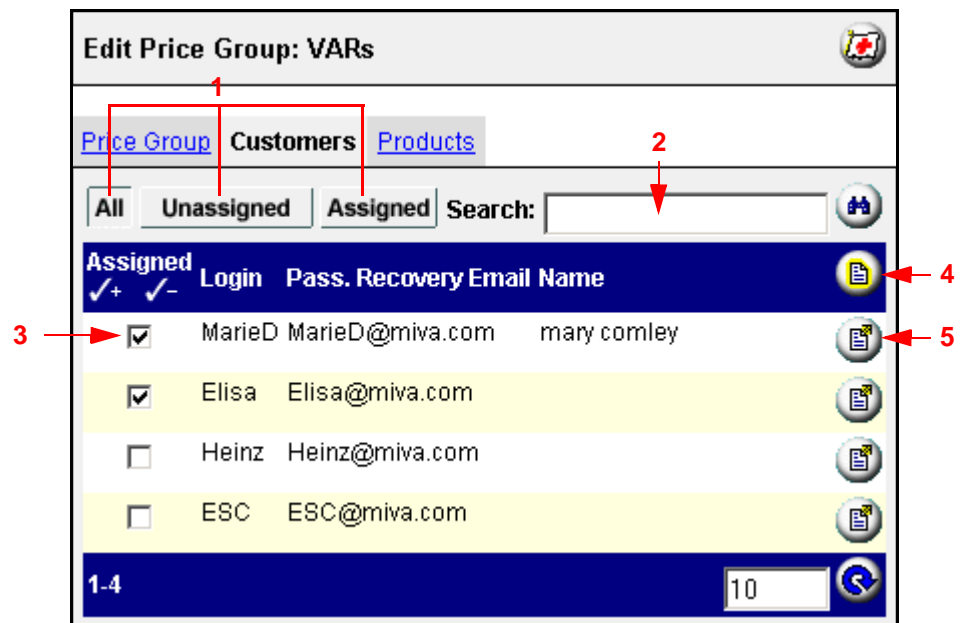 Edit Price Group: VARs
1
Price Group Customers Products
2
All Unassigned Assigned Search:
Assigned Login Pass. Recovery Email Name
+ -
4
3 MarieD MarieD@miva.com mary comley 5
Elisa Elisa@miva.com
Heinz Heinz@miva.com
ESC ESC@miva.com
1-4 10